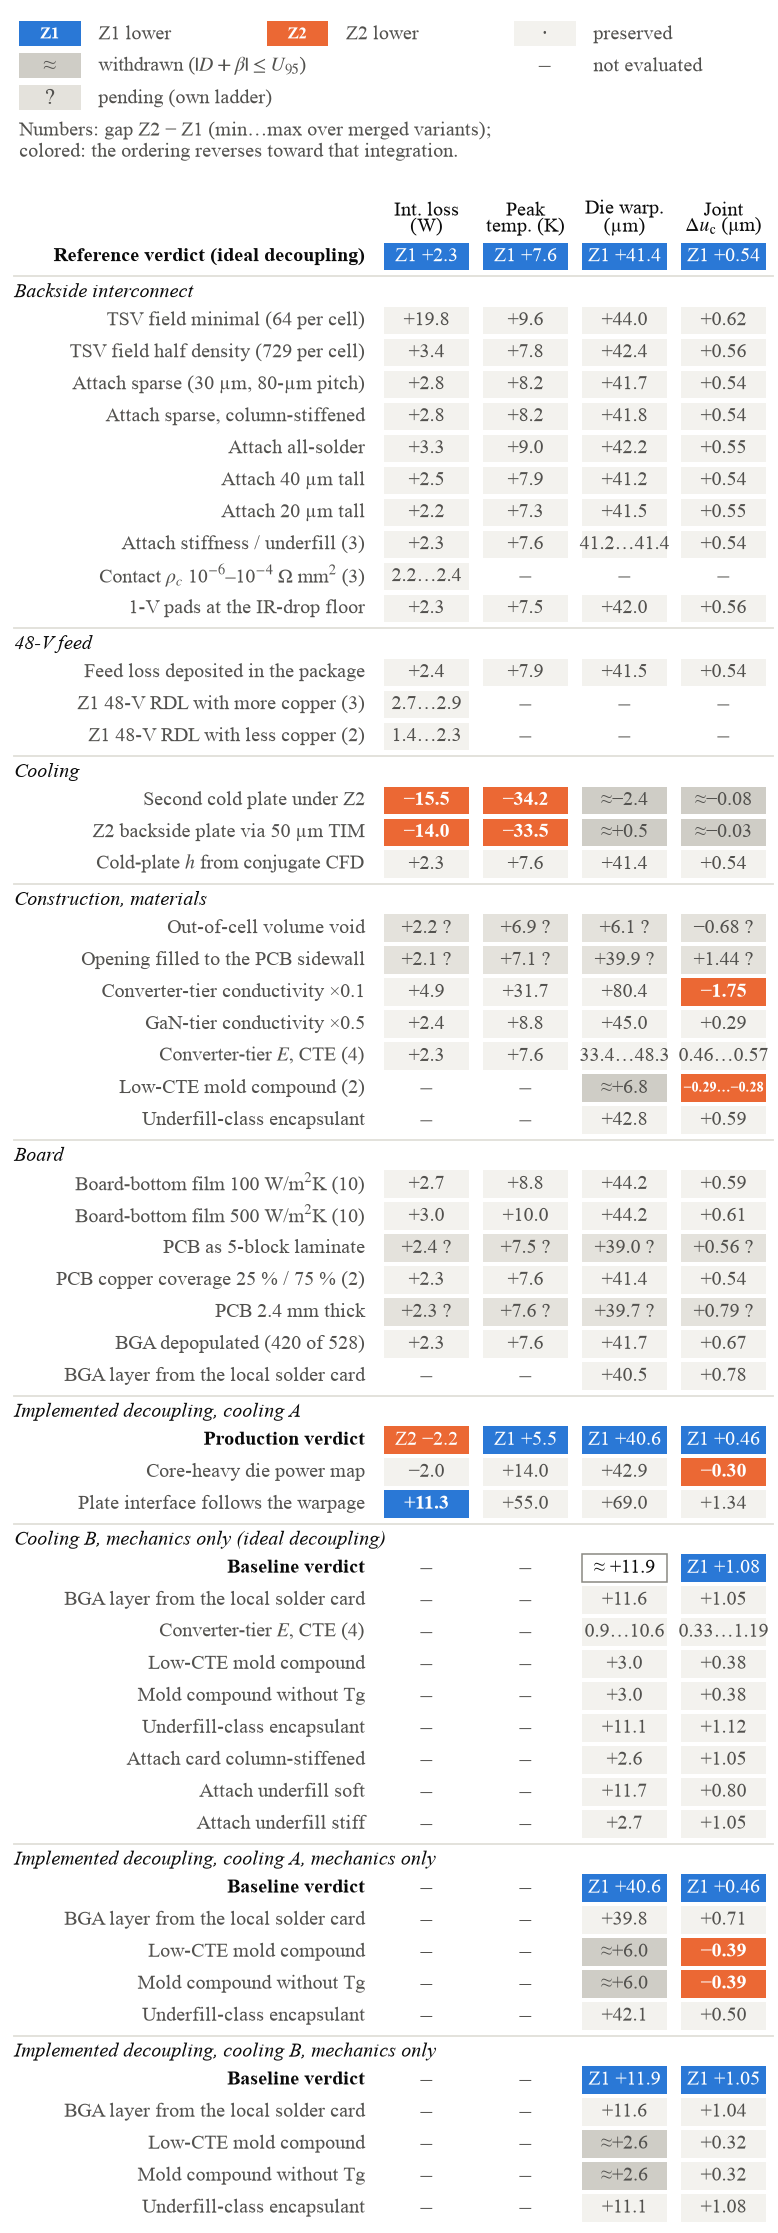 Z1 Z1 lower Z2 Z2 lower · preserved
≈ withdrawn (|D + β| ≤ U95) – not evaluated
? pending (own ladder)
Numbers: gap Z2 − Z1 (min…max over merged variants);
colored: the ordering reverses toward that integration.
Int. loss (W) Peak temp. (K) Die warp. (µm) Joint Δuc (µm)
Reference verdict (ideal decoupling) Z1 +2.3 Z1 +7.6 Z1 +41.4 Z1 +0.54
Backside interconnect
TSV field minimal (64 per cell) +19.8 +9.6 +44.0 +0.62
TSV field half density (729 per cell) +3.4 +7.8 +42.4 +0.56
Attach sparse (30 µm, 80-µm pitch) +2.8 +8.2 +41.7 +0.54
Attach sparse, column-stiffened +2.8 +8.2 +41.8 +0.54
Attach all-solder +3.3 +9.0 +42.2 +0.55
Attach 40 µm tall +2.5 +7.9 +41.2 +0.54
Attach 20 µm tall +2.2 +7.3 +41.5 +0.55
Attach stiffness / underfill (3) +2.3 +7.6 41.2…41.4 +0.54
Contact ρc 10−6–10−4 Ω mm2 (3) 2.2…2.4 – – –
1-V pads at the IR-drop floor +2.3 +7.5 +42.0 +0.56
48-V feed
Feed loss deposited in the package +2.4 +7.9 +41.5 +0.54
Z1 48-V RDL with more copper (3) 2.7…2.9 – – –
Z1 48-V RDL with less copper (2) 1.4…2.3 – – –
Cooling
Second cold plate under Z2 −15.5 −34.2 ≈−2.4 ≈−0.08
Z2 backside plate via 50 µm TIM −14.0 −33.5 ≈+0.5 ≈−0.03
Cold-plate h from conjugate CFD +2.3 +7.6 +41.4 +0.54
Construction, materials
Out-of-cell volume void +2.2 ? +6.9 ? +6.1 ? −0.68 ?
Opening filled to the PCB sidewall +2.1 ? +7.1 ? +39.9 ? +1.44 ?
Converter-tier conductivity ×0.1 +4.9 +31.7 +80.4 −1.75
GaN-tier conductivity ×0.5 +2.4 +8.8 +45.0 +0.29
Converter-tier E, CTE (4) +2.3 +7.6 33.4…48.3 0.46…0.57
Low-CTE mold compound (2) – – ≈+6.8 −0.29…−0.28
Underfill-class encapsulant – – +42.8 +0.59
Board
Board-bottom film 100 W/m2K (10) +2.7 +8.8 +44.2 +0.59
Board-bottom film 500 W/m2K (10) +3.0 +10.0 +44.2 +0.61
PCB as 5-block laminate +2.4 ? +7.5 ? +39.0 ? +0.56 ?
PCB copper coverage 25 % / 75 % (2) +2.3 +7.6 +41.4 +0.54
PCB 2.4 mm thick +2.3 ? +7.6 ? +39.7 ? +0.79 ?
BGA depopulated (420 of 528) +2.3 +7.6 +41.7 +0.67
BGA layer from the local solder card – – +40.5 +0.78
Implemented decoupling, cooling A
Production verdict Z2 −2.2 Z1 +5.5 Z1 +40.6 Z1 +0.46
Core-heavy die power map −2.0 +14.0 +42.9 −0.30
Plate interface follows the warpage +11.3 +55.0 +69.0 +1.34
Cooling B, mechanics only (ideal decoupling)
Baseline verdict – – ≈ +11.9 Z1 +1.08
BGA layer from the local solder card – – +11.6 +1.05
Converter-tier E, CTE (4) – – 0.9…10.6 0.33…1.19
Low-CTE mold compound – – +3.0 +0.38
Mold compound without Tg – – +3.0 +0.38
Underfill-class encapsulant – – +11.1 +1.12
Attach card column-stiffened – – +2.6 +1.05
Attach underfill soft – – +11.7 +0.80
Attach underfill stiff – – +2.7 +1.05
Implemented decoupling, cooling A, mechanics only
Baseline verdict – – Z1 +40.6 Z1 +0.46
BGA layer from the local solder card – – +39.8 +0.71
Low-CTE mold compound – – ≈+6.0 −0.39
Mold compound without Tg – – ≈+6.0 −0.39
Underfill-class encapsulant – – +42.1 +0.50
Implemented decoupling, cooling B, mechanics only
Baseline verdict – – Z1 +11.9 Z1 +1.05
BGA layer from the local solder card – – +11.6 +1.04
Low-CTE mold compound – – ≈+2.6 +0.32
Mold compound without Tg – – ≈+2.6 +0.32
Underfill-class encapsulant – – +11.1 +1.08